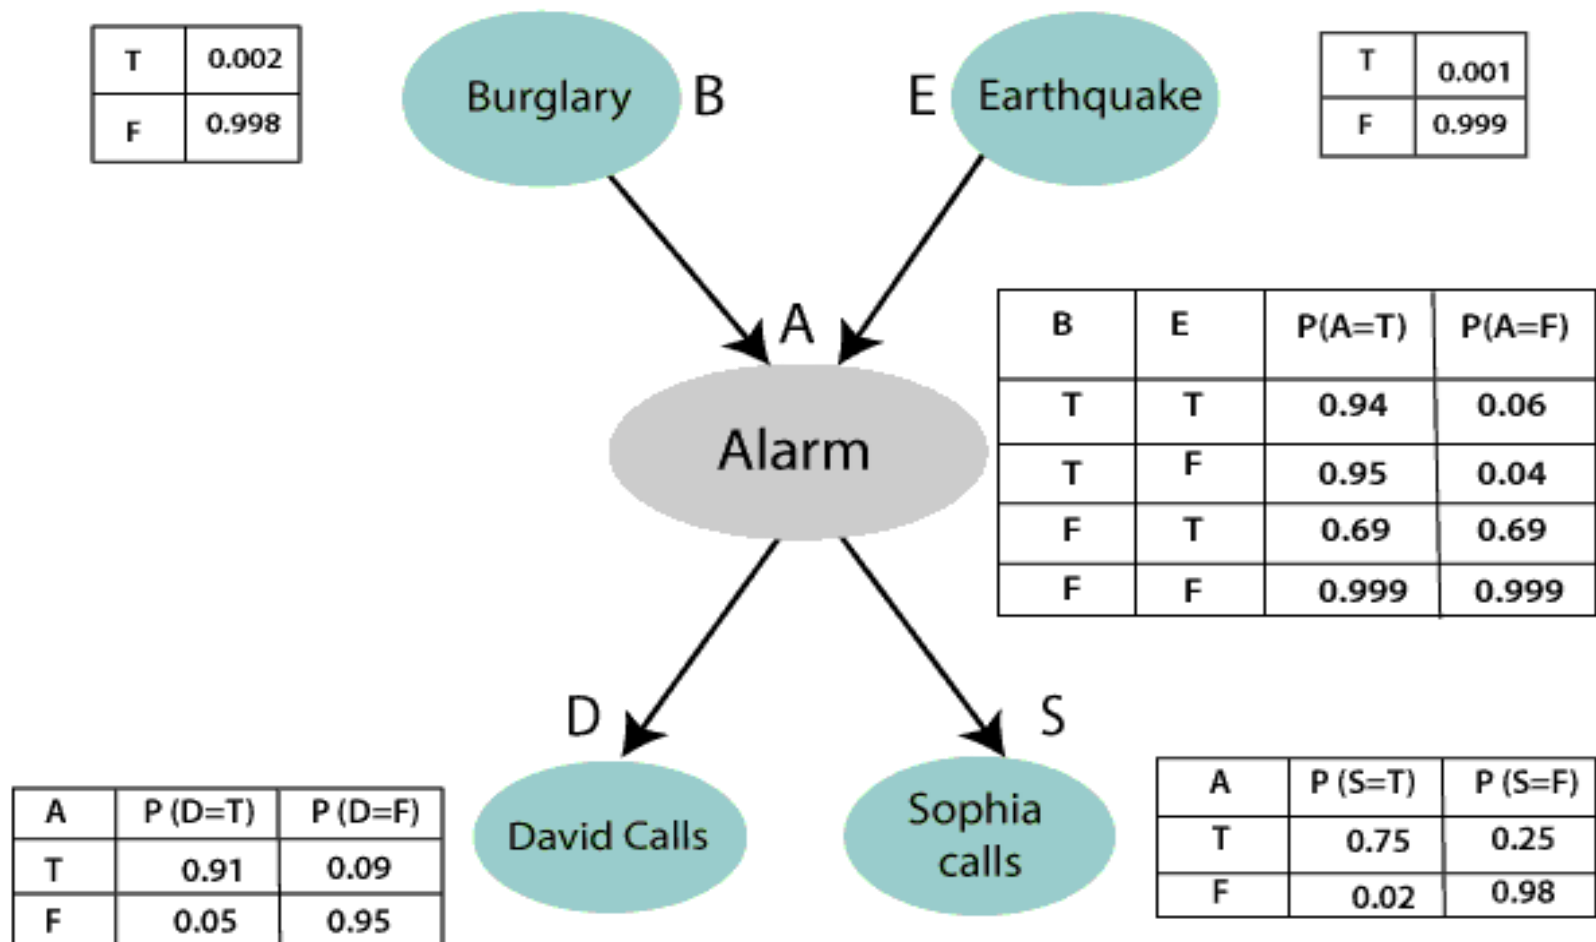 T 0.002
F 0.998
Burglary B
E Earthquake
T 0.001
F 0.999
A
Alarm
B E P(A=T) P(A=F)
T T 0.94 0.06
T F 0.95 0.04
F T 0.69 0.69
F F 0.999 0.999
D
S
A P (D=T) P (D=F)
T 0.91 0.09
F 0.05 0.95
David Calls
Sophia
calls
A P (S=T) P (S=F)
T 0.75 0.25
F 0.02 0.98